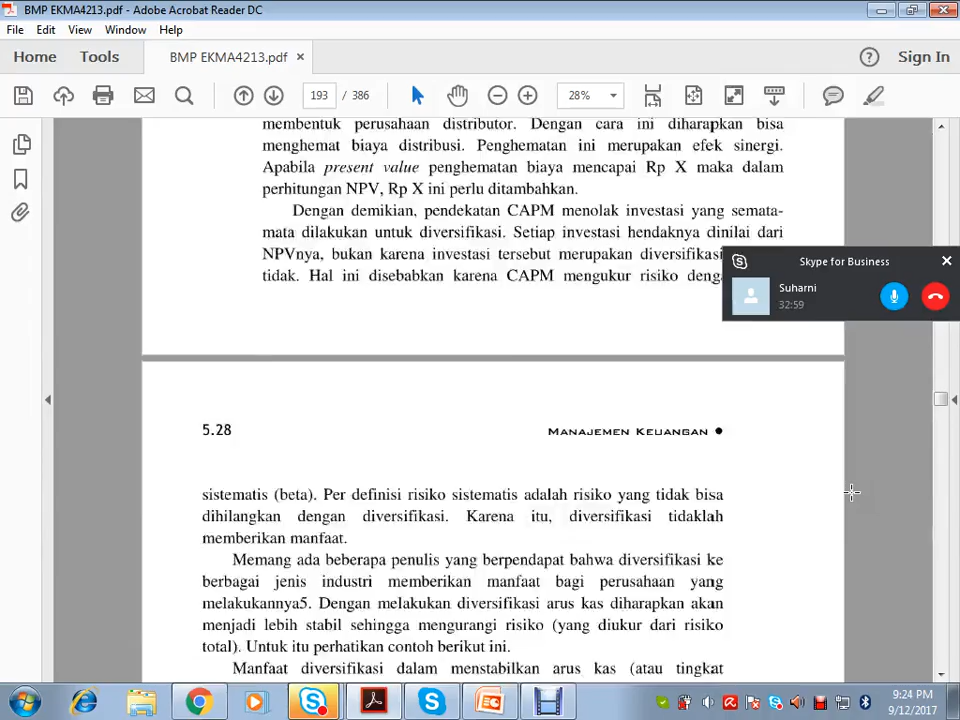 BMP EKMA4213.pdf - Adobe Acrobat Reader DC
File Edit View Window Help
Home Tools BMP EKMA4213.pdf × Sign In
193 / 386 28%
membentuk perusahaan distributor. Dengan cara ini diharapkan bisa
menghemat biaya distribusi. Penghematan ini merupakan efek sinergi.
Apabila present value penghematan biaya mencapai Rp X maka dalam
perhitungan NPV, Rp X ini perlu ditambahkan.
Dengan demikian, pendekatan CAPM menolak investasi yang semata-
mata dilakukan untuk diversifikasi. Setiap investasi hendaknya dinilai dari
NPVnya, bukan karena investasi tersebut merupakan diversifikasi
tidak. Hal ini disebabkan karena CAPM mengukur risiko
Skype for Business
Suharni
32:59
5.28 MANAJEMEN KEUANGAN ●
sistematis (beta). Per definisi risiko sistematis adalah risiko yang tidak bisa
dihilangkan dengan diversifikasi. Karena itu, diversifikasi tidaklah
memberikan manfaat.
Memang ada beberapa penulis yang berpendapat bahwa diversifikasi ke
berbagai jenis industri memberikan manfaat bagi perusahaan yang
melakukannya5. Dengan melakukan diversifikasi arus kas diharapkan akan
menjadi lebih stabil sehingga mengurangi risiko (yang diukur dari risiko
total). Untuk itu perhatikan contoh berikut ini.
Manfaat diversifikasi dalam menstabilkan arus kas (atau tingkat
9:24 PM
9/12/2017